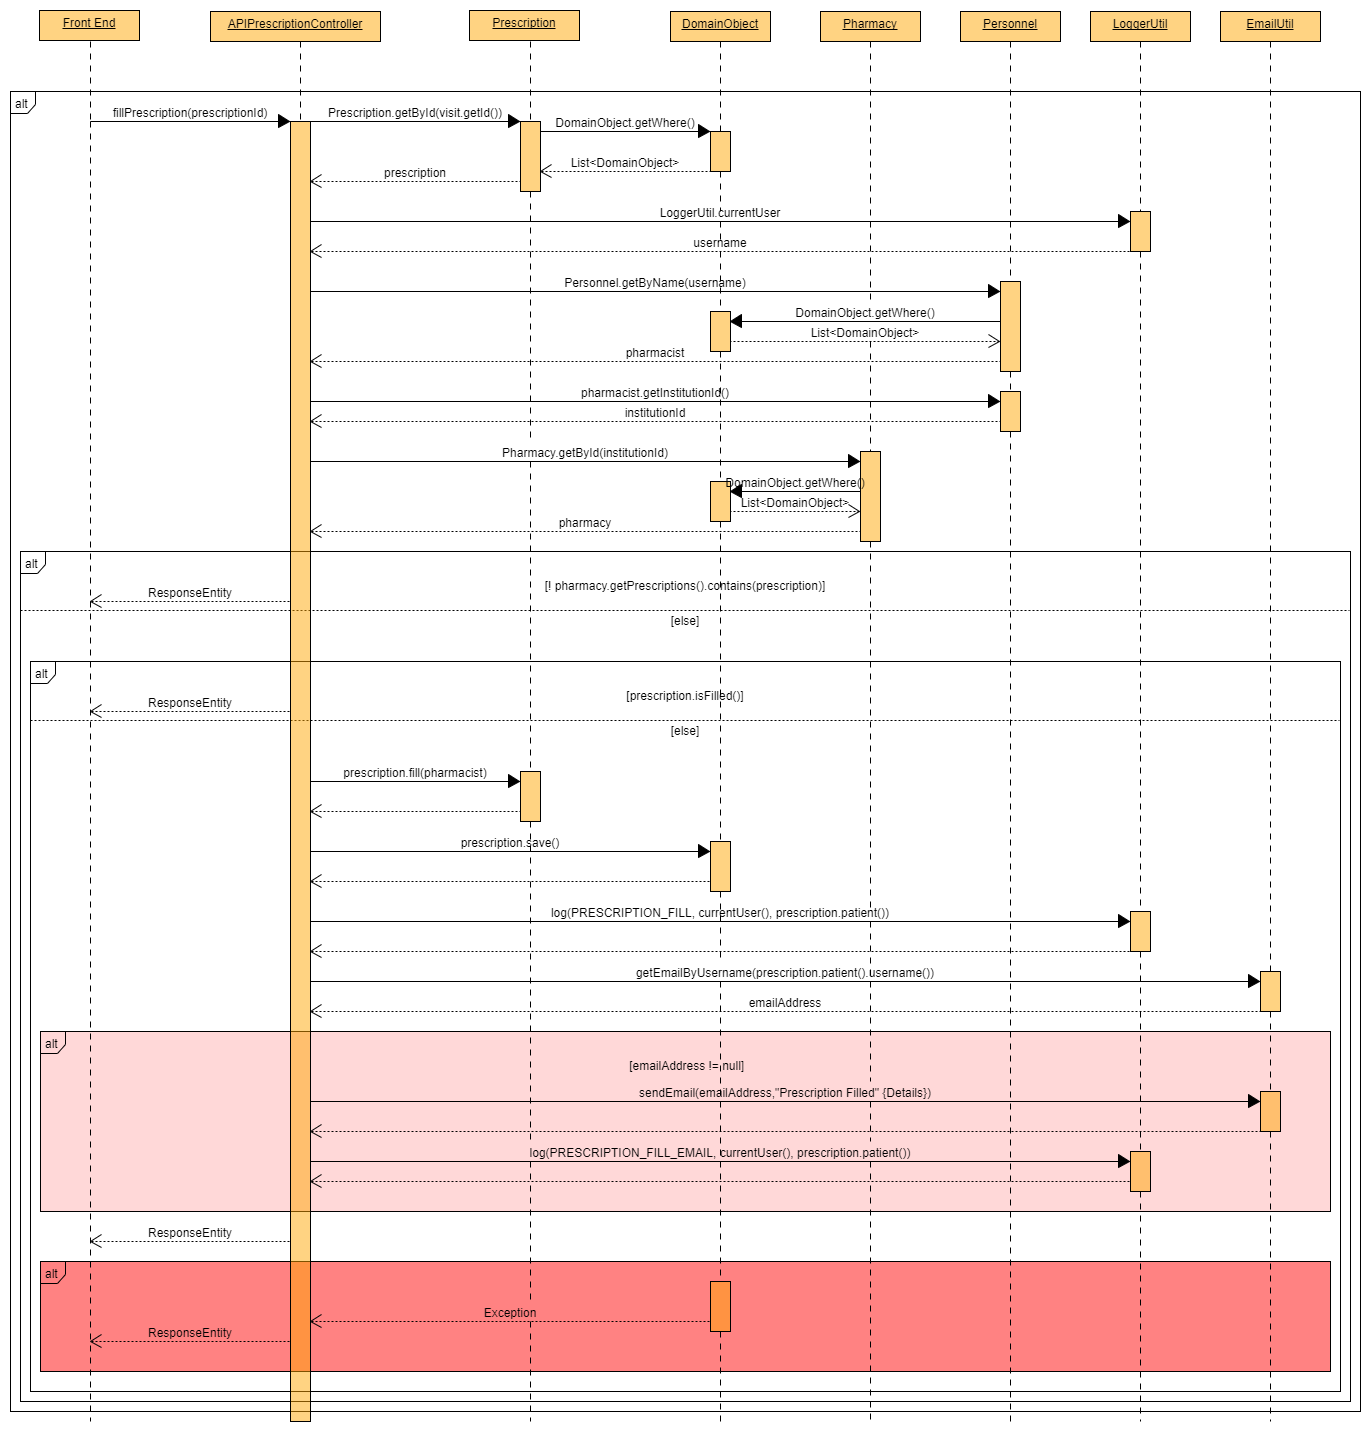 Front End
APIPrescriptionController
Prescription
DomainObject
Pharmacy
Personnel
LoggerUtil
EmailUtil
alt
fillPrescription(prescriptionId)
Prescription.getById(visit.getId())
DomainObject.getWhere()
List<DomainObject>
prescription
LoggerUtil.currentUser
username
Personnel.getByName(username)
DomainObject.getWhere()
List<DomainObject>
pharmacist
pharmacist.getInstitutionId()
institutionId
Pharmacy.getById(institutionId)
DomainObject.getWhere()
List<DomainObject>
pharmacy
alt
[! pharmacy.getPrescriptions().contains(prescription)]
ResponseEntity
[else]
alt
[prescription.isFilled()]
ResponseEntity
[else]
prescription.fill(pharmacist)
prescription.save()
log(PRESCRIPTION_FILL, currentUser(), prescription.patient())
getEmailByUsername(prescription.patient().username())
emailAddress
alt
[emailAddress != null]
sendEmail(emailAddress,"Prescription Filled" {Details})
log(PRESCRIPTION_FILL_EMAIL, currentUser(), prescription.patient())
ResponseEntity
alt
Exception
ResponseEntity